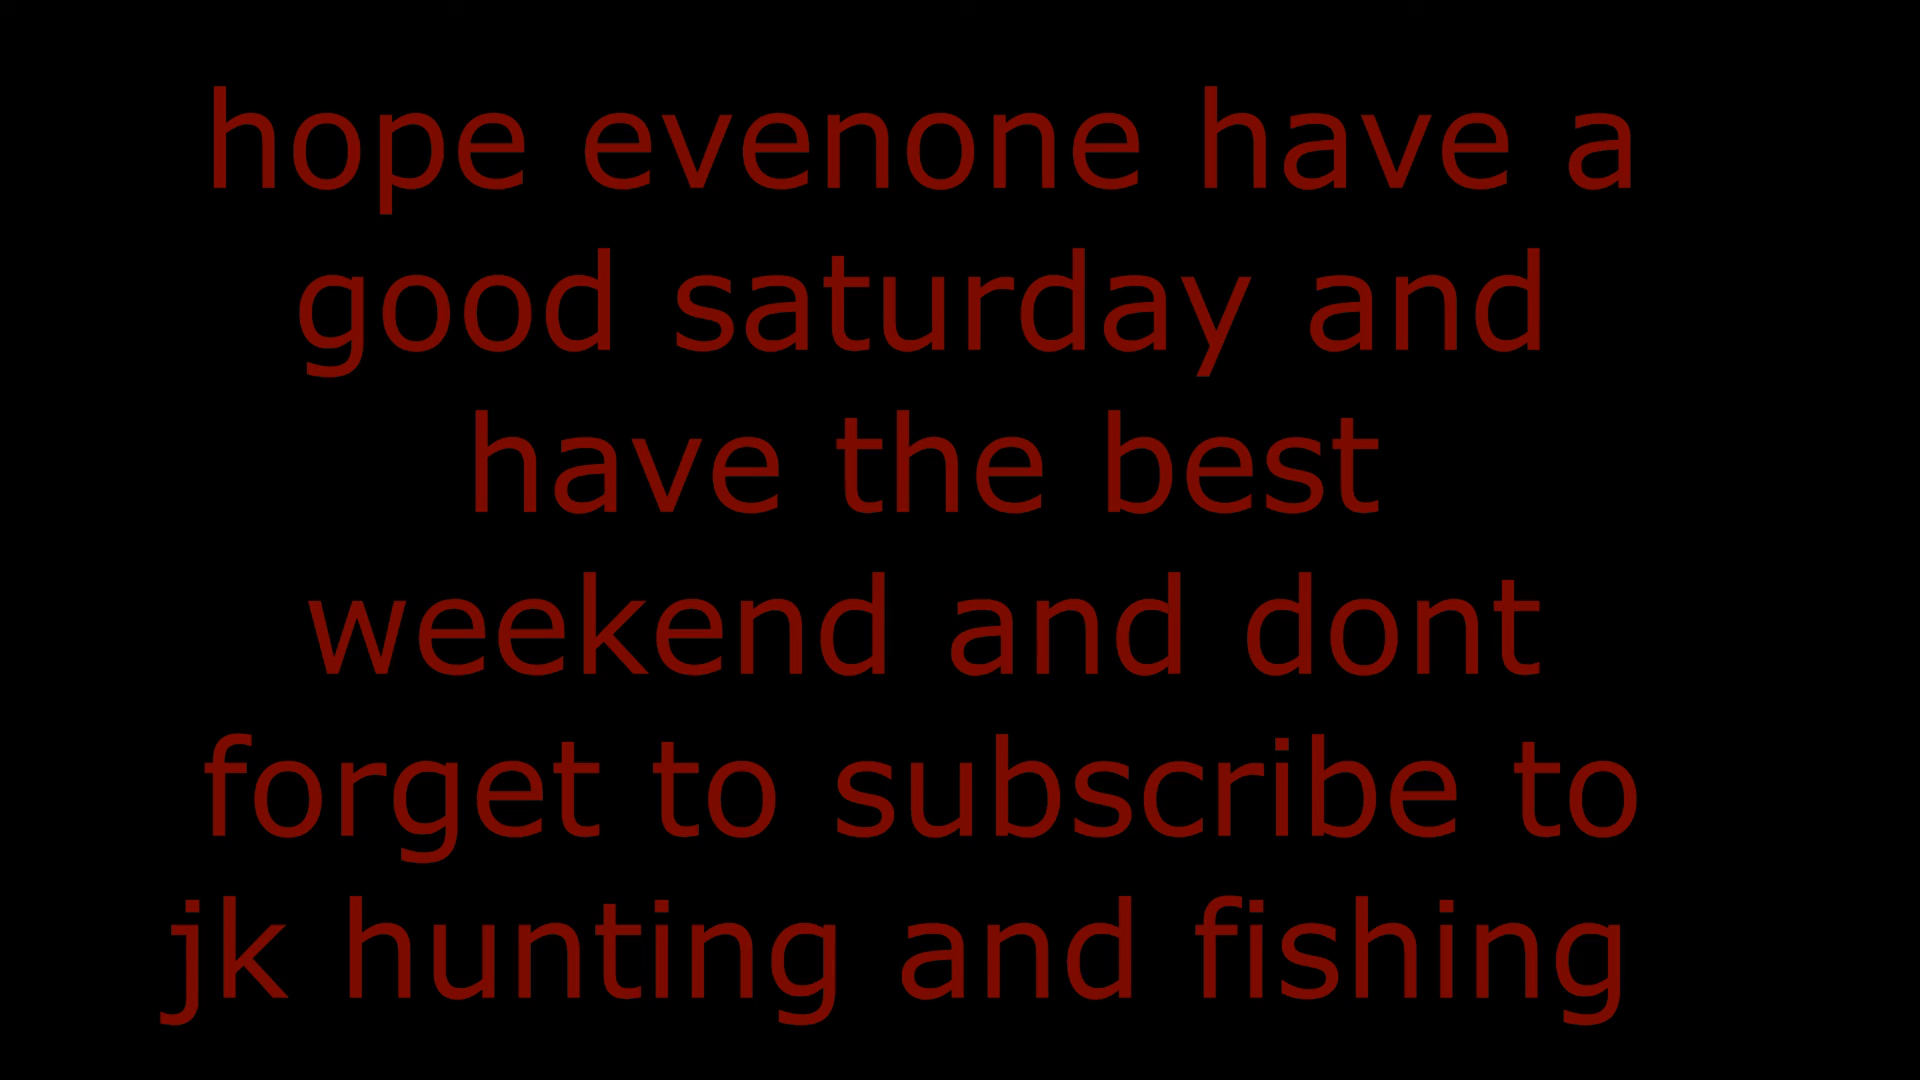 hope evenone have a
good saturday and
have the best
weekend and dont
forget to subscribe to
jk hunting and fishing